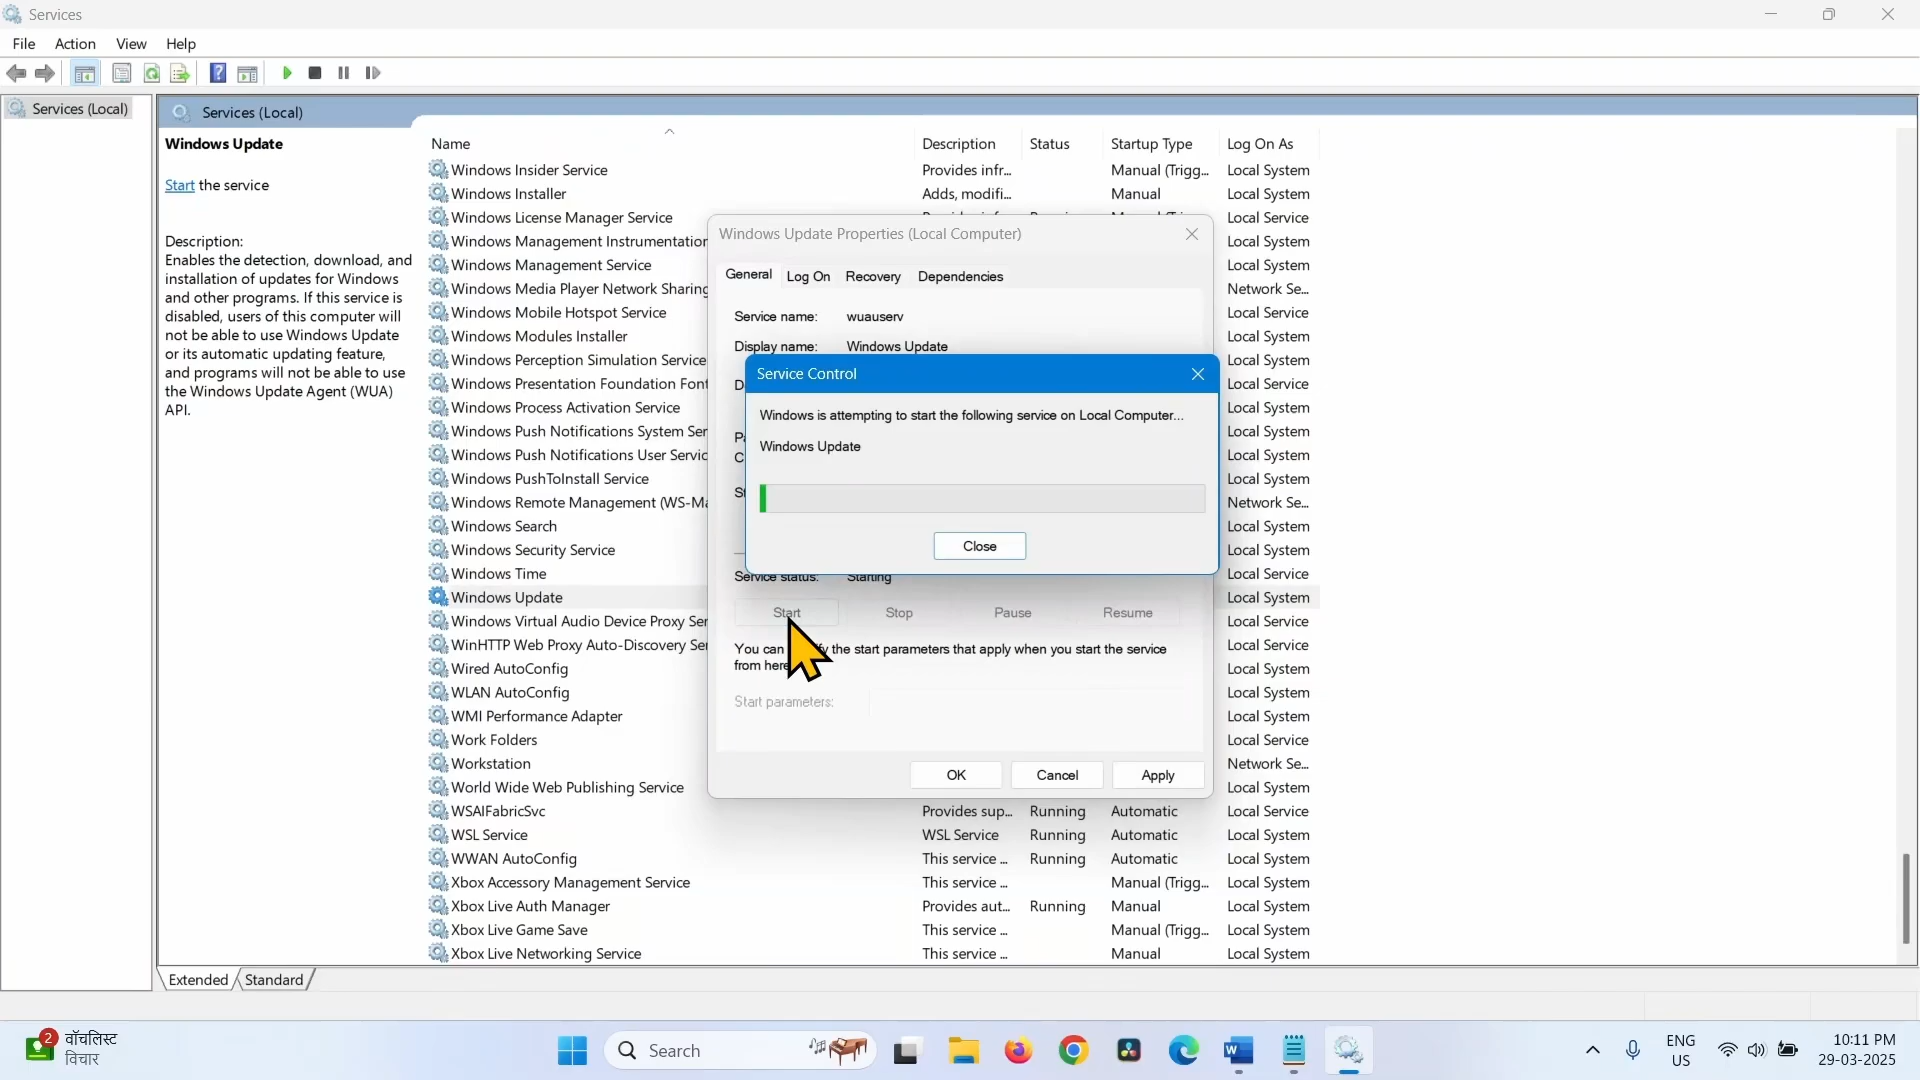 Services
File Action View Help
Services (Local)
Services (Local)
Windows Update
Start the service
Description:
Enables the detection, download, and
installation of updates for Windows
and other programs. If this service is
disabled, users of this computer will
not be able to use Windows Update
or its automatic updating feature,
and programs will not be able to use
the Windows Update Agent (WUA)
API.
Name Description Status Startup Type Log On As
Windows Insider Service Provides infr... Manual (Trigg... Local System
Windows Installer Adds, modifi... Manual Local System
Windows License Manager Service Local Service
Windows Management Instrumentation Local System
Windows Management Service Local System
Windows Media Player Network Sharing Network Se...
Windows Mobile Hotspot Service Local Service
Windows Modules Installer Local System
Windows Perception Simulation Service Local System
Windows Presentation Foundation Font Local Service
Windows Process Activation Service Local System
Windows Push Notifications System Ser Local System
Windows Push Notifications User Servic Local System
Windows PushToInstall Service Local System
Windows Remote Management (WS-Ma Network Se...
Windows Search Local System
Windows Security Service Local System
Windows Time Local Service
Windows Update Local System
Windows Virtual Audio Device Proxy Ser Local Service
WinHTTP Web Proxy Auto-Discovery Ser Local Service
Wired AutoConfig Local System
WLAN AutoConfig Local System
WMI Performance Adapter Local System
Work Folders Local Service
Workstation Network Se...
World Wide Web Publishing Service Local System
WSAIFabricSvc Provides sup... Running Automatic Local Service
WSL Service WSL Service Running Automatic Local System
WWAN AutoConfig This service ... Running Automatic Local System
Xbox Accessory Management Service This service ... Manual (Trigg... Local System
Xbox Live Auth Manager Provides aut... Running Manual Local System
Xbox Live Game Save This service ... Manual (Trigg... Local System
Xbox Live Networking Service This service ... Manual Local System
Windows Update Properties (Local Computer)
General Log On Recovery Dependencies
Service name: wuauserv
Display name: Windows Update
Service Control
Windows is attempting to start the following service on Local Computer...
Windows Update
Close
Service status: Starting
Start Stop Pause Resume
You can the start parameters that apply when you start the service
from here
Start parameters:
OK Cancel Apply
Extended Standard
2 वॉचलिस्ट
विचार
Search
ENG
US
10:11 PM
29-03-2025